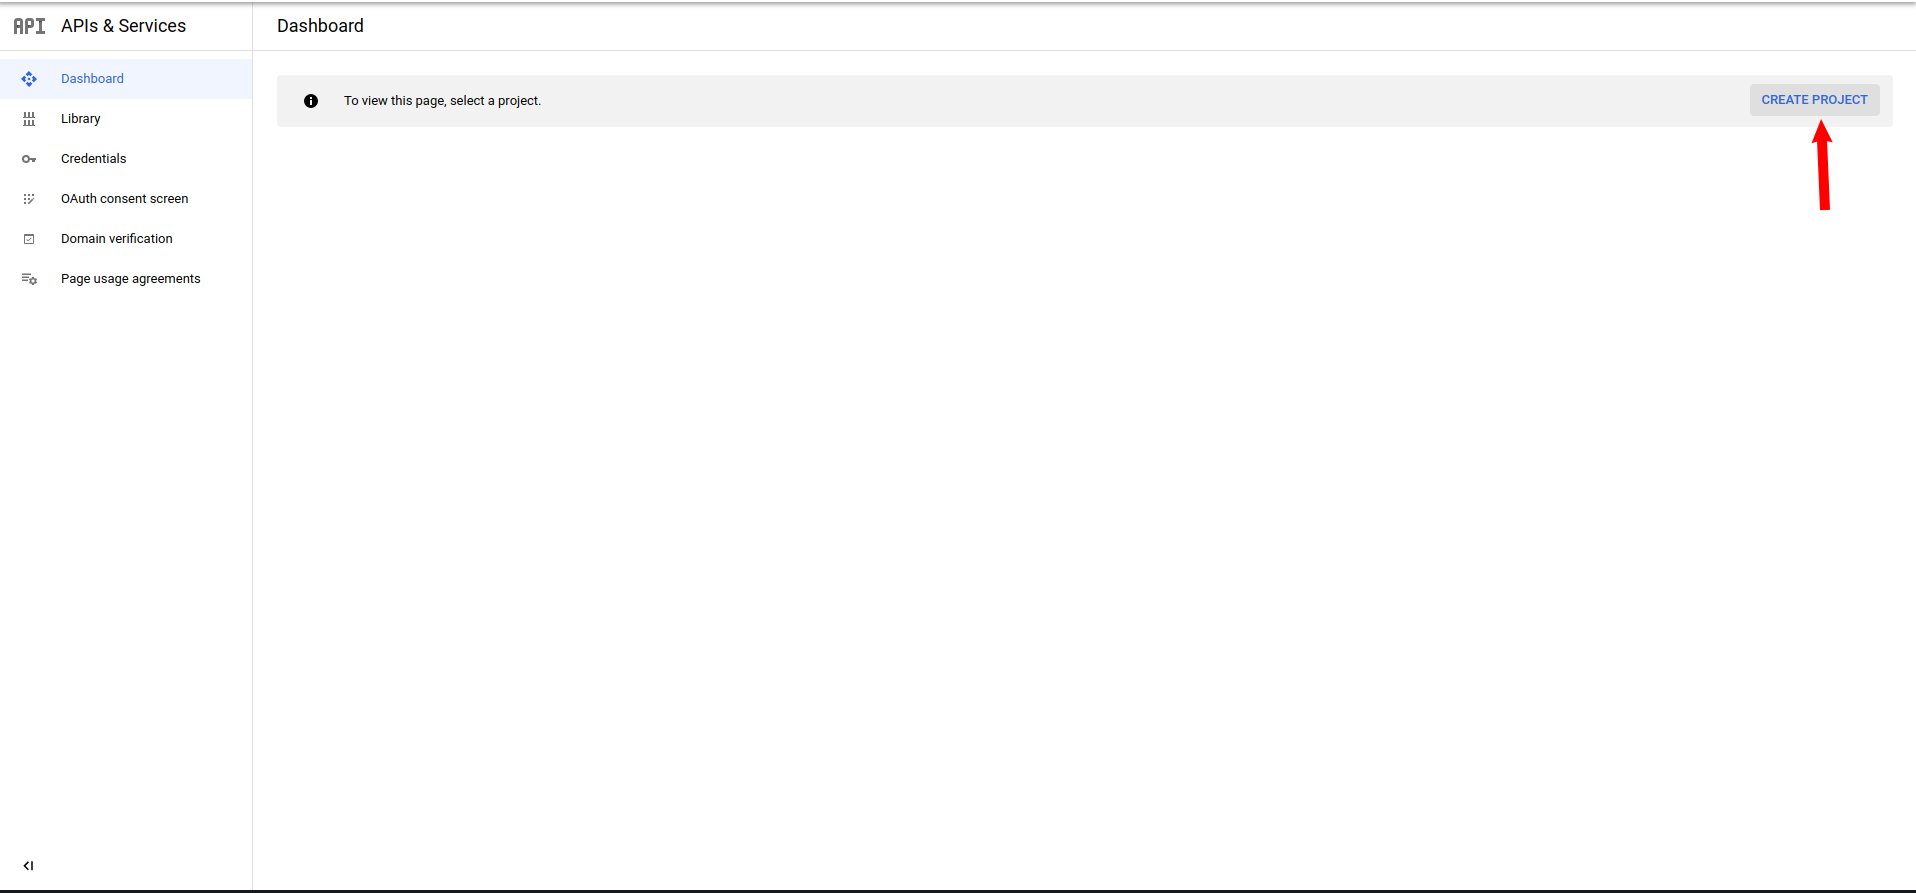 API APIs & Services
Dashboard
Library
Credentials
OAuth consent screen
Domain verification
Page usage agreements
Dashboard
To view this page, select a project.
CREATE PROJECT